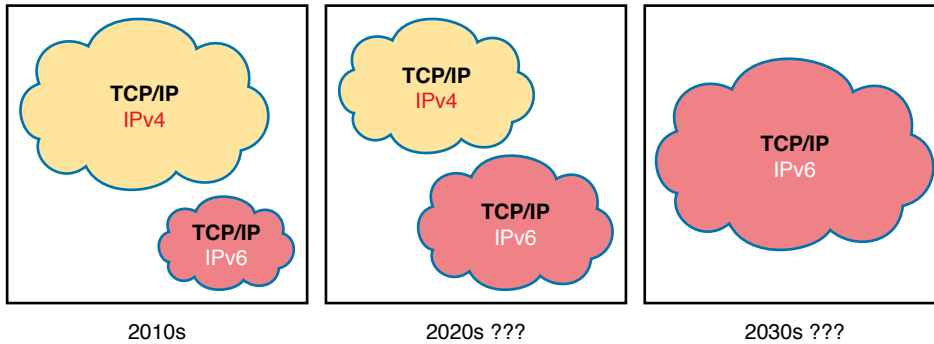 TCP/IP
IPv4
TCP/IP
IPv6
2010s
TCP/IP
IPv4
TCP/IP
IPv6
2020s ???
TCP/IP
IPv6
2030s ???